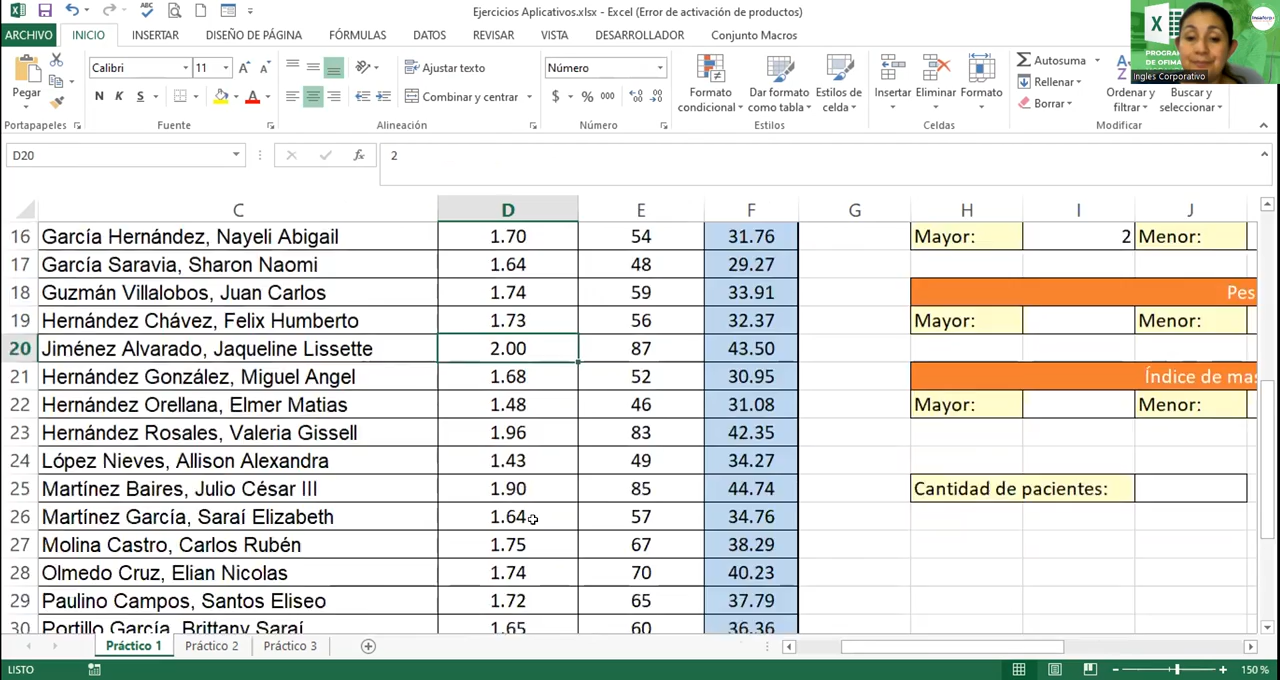 Ejercicios Aplicativos.xlsx - Excel (Error de activación de productos)
ARCHIVO INICIO INSERTAR DISEÑO DE PÁGINA FÓRMULAS DATOS REVISAR VISTA DESARROLLADOR Conjunto Macros
Ingles Corporativo
Pegar
Calibri 11
N K S
Ajustar texto
Combinar y centrar
Número
$ % 000
Formato condicional
Dar formato como tabla
Estilos de celda
Insertar Eliminar Formato
Autosuma
Rellenar
Borrar
Ordenar y filtrar
Buscar y seleccionar
Portapapeles Fuente Alineación Número Estilos Celdas Modificar
D20 fx 2
C D E F G H I J
16 García Hernández, Nayeli Abigail 1.70 54 31.76 Mayor: 2 Menor:
17 García Saravia, Sharon Naomi 1.64 48 29.27
18 Guzmán Villalobos, Juan Carlos 1.74 59 33.91 Pes
19 Hernández Chávez, Felix Humberto 1.73 56 32.37 Mayor: Menor:
20 Jiménez Alvarado, Jaqueline Lissette 2.00 87 43.50
21 Hernández González, Miguel Angel 1.68 52 30.95 Índice de mas
22 Hernández Orellana, Elmer Matias 1.48 46 31.08 Mayor: Menor:
23 Hernández Rosales, Valeria Gissell 1.96 83 42.35
24 López Nieves, Allison Alexandra 1.43 49 34.27
25 Martínez Baires, Julio César III 1.90 85 44.74 Cantidad de pacientes:
26 Martínez García, Saraí Elizabeth 1.64 57 34.76
27 Molina Castro, Carlos Rubén 1.75 67 38.29
28 Olmedo Cruz, Elian Nicolas 1.74 70 40.23
29 Paulino Campos, Santos Eliseo 1.72 65 37.79
30 Portillo García, Brittany Saraí 1.65 60 36.36
Práctico 1 Práctico 2 Práctico 3
LISTO 150 %